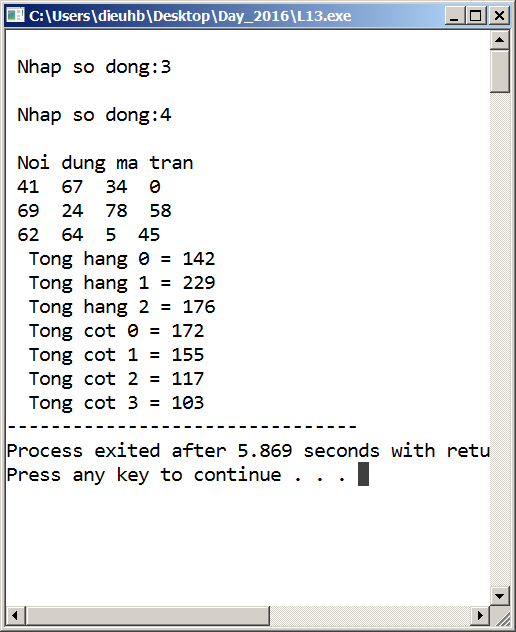 C:\Users\dieuhb\Desktop\Day_2016\L13.exe
Nhap so dong:3
Nhap so dong:4
Noi dung ma tran
41  67  34  0
69  24  78  58
62  64  5  45
Tong hang 0 = 142
Tong hang 1 = 229
Tong hang 2 = 176
Tong cot 0 = 172
Tong cot 1 = 155
Tong cot 2 = 117
Tong cot 3 = 103
--------------------------------
Process exited after 5.869 seconds with retu
Press any key to continue . . .